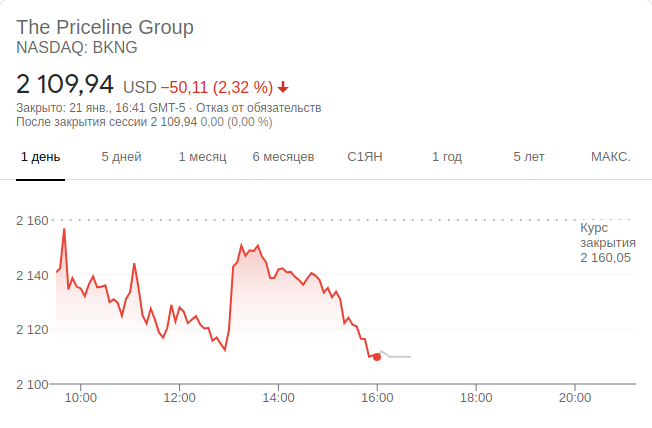 The Priceline Group
NASDAQ: BKNG
2 109,94 USD −50,11 (2,32 %)
Закрыто: 21 янв., 16:41 GMT-5 · Отказ от обязательств
После закрытия сессии 2 109,94 0,00 (0,00 %)
1 день 5 дней 1 месяц 6 месяцев С1ЯН 1 год 5 лет МАКС.
2 160
Курс
закрытия
2 160,05
2 140
2 120
2 100
10:00 12:00 14:00 16:00 18:00 20:00